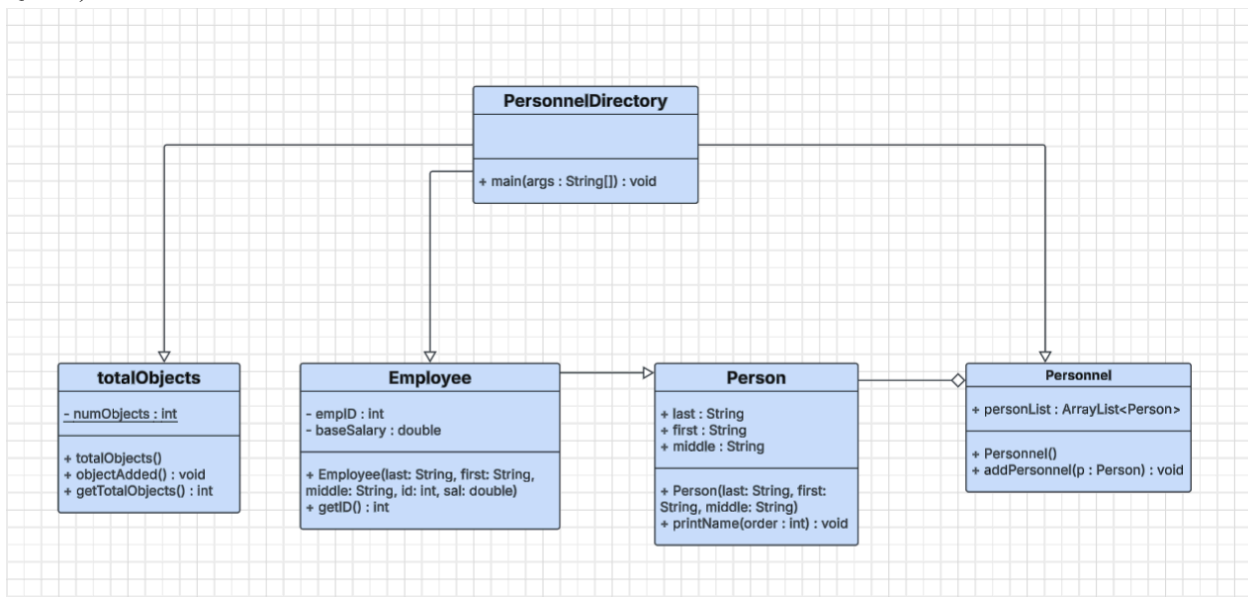 PersonnelDirectory
+ main(args : String[]) : void
totalObjects
- numObjects : int
+ totalObjects()
+ objectAdded() : void
+ getTotalObjects() : int
Employee
- empID : int
- baseSalary : double
+ Employee(last: String, first: String,
middle: String, id: int, sal: double)
+ getID() : int
Person
+ last : String
+ first : String
+ middle : String
+ Person(last: String, first:
String, middle: String)
+ printName(order : int) : void
Personnel
+ personList : ArrayList<Person>
+ Personnel()
+ addPersonnel(p : Person) : void